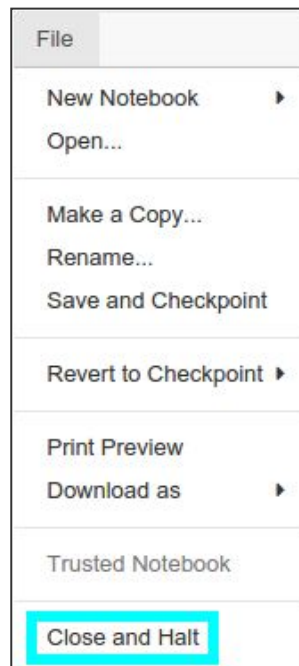 File
New Notebook
Open...
Make a Copy...
Rename...
Save and Checkpoint
Revert to Checkpoint
Print Preview
Download as
Trusted Notebook
Close and Halt